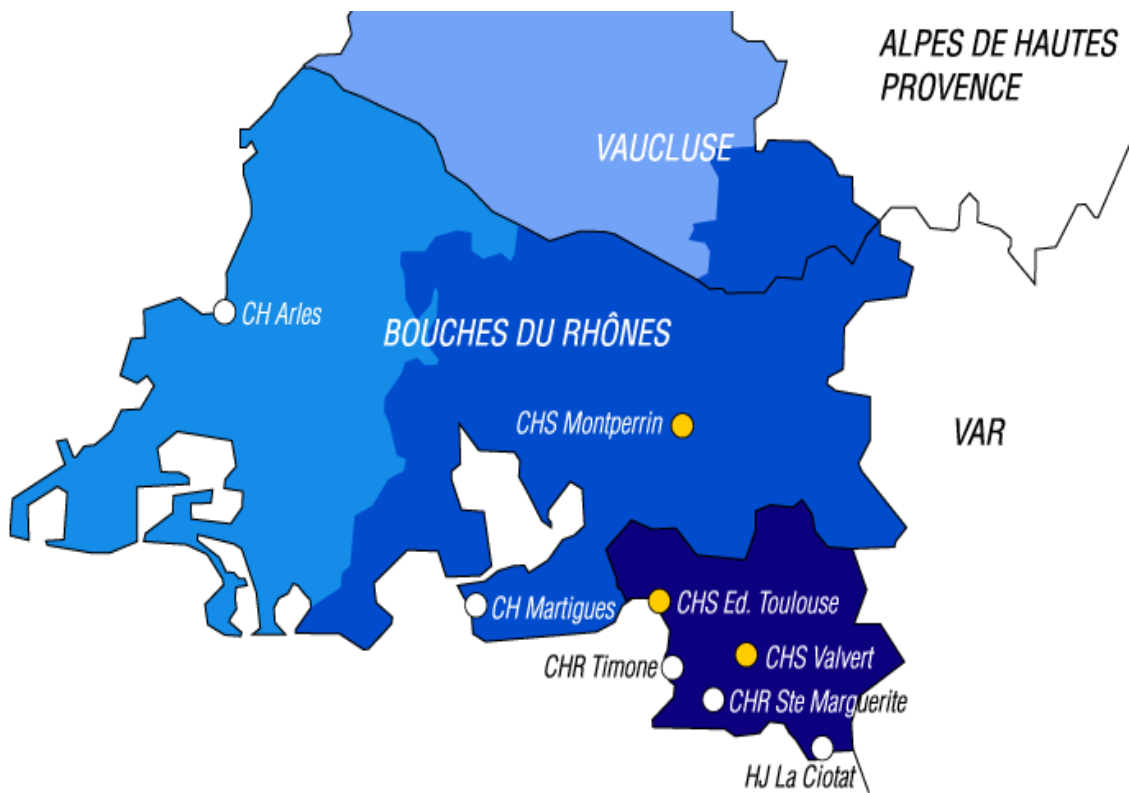 ALPES DE HAUTES
PROVENCE
VAUCLUSE
CH Arles
BOUCHES DU RHÔNES
CHS Montperrin
VAR
CHS Ed. Toulouse
CH Martigues
CHS Valvert
CHR Timone
CHR Ste Marguerite
HJ La Ciotat